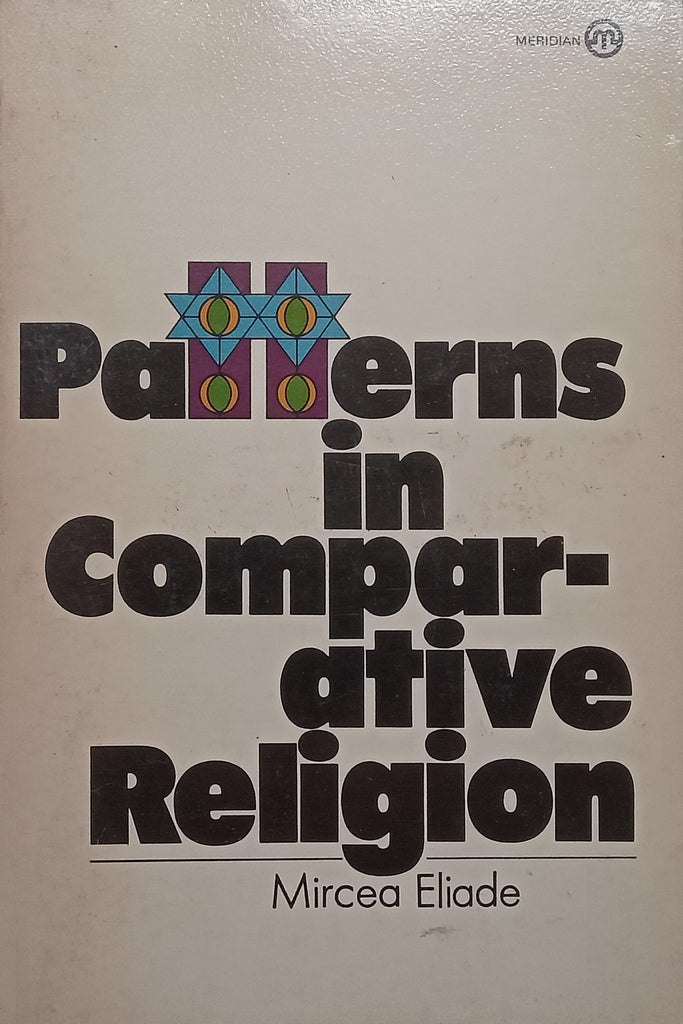 MERIDIAN
Patterns
in
Compar-
ative
Religion
Mircea Eliade